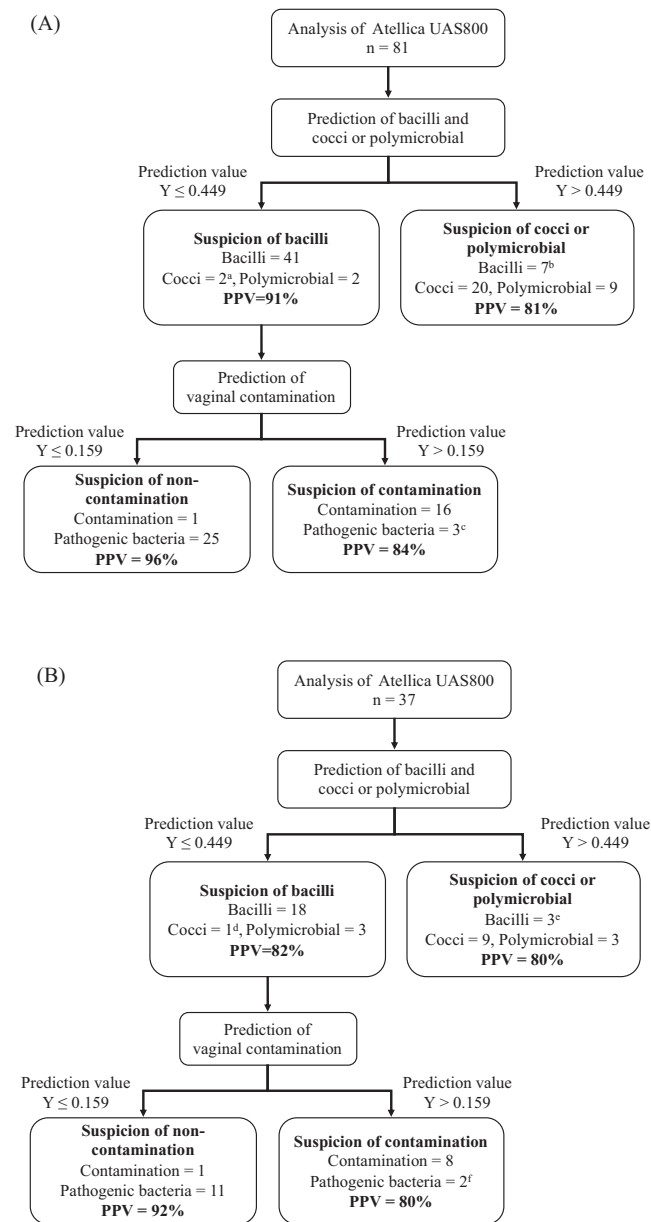 (A)
Analysis of Atellica UAS800
n = 81
Prediction of bacilli and
cocci or polymicrobial
Prediction value
Y ≤ 0.449
Prediction value
Y > 0.449
Suspicion of bacilli
Bacilli = 41
Cocci = 2ᵃ, Polymicrobial = 2
PPV=91%
Suspicion of cocci or
polymicrobial
Bacilli = 7ᵇ
Cocci = 20, Polymicrobial = 9
PPV = 81%
Prediction of
vaginal contamination
Prediction value
Y ≤ 0.159
Prediction value
Y > 0.159
Suspicion of non-
contamination
Contamination = 1
Pathogenic bacteria = 25
PPV = 96%
Suspicion of contamination
Contamination = 16
Pathogenic bacteria = 3ᶜ
PPV = 84%
(B)
Analysis of Atellica UAS800
n = 37
Prediction of bacilli and
cocci or polymicrobial
Prediction value
Y ≤ 0.449
Prediction value
Y > 0.449
Suspicion of bacilli
Bacilli = 18
Cocci = 1ᵈ, Polymicrobial = 3
PPV=82%
Suspicion of cocci or
polymicrobial
Bacilli = 3ᵉ
Cocci = 9, Polymicrobial = 3
PPV = 80%
Prediction of
vaginal contamination
Prediction value
Y ≤ 0.159
Prediction value
Y > 0.159
Suspicion of non-
contamination
Contamination = 1
Pathogenic bacteria = 11
PPV = 92%
Suspicion of contamination
Contamination = 8
Pathogenic bacteria = 2ᶠ
PPV = 80%